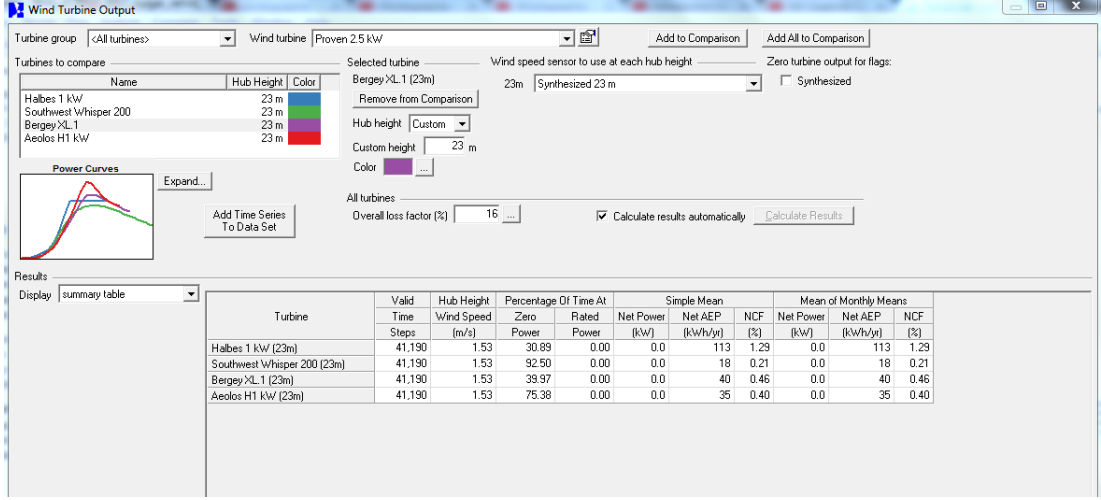 Wind Turbine Output
Turbine group <All turbines> Wind turbine Proven 2.5 kW Add to Comparison Add All to Comparison
Turbines to compare Selected turbine Wind speed sensor to use at each hub height Zero turbine output for flags:
Name Hub Height Color Bergey XL.1 (23m) 23m Synthesized 23 m Synthesized
Halbes 1 kW 23 m Remove from Comparison
Southwest Whisper 200 23 m
Bergey XL.1 23 m Hub height Custom
Aeolos H1 kW 23 m
Custom height 23 m
Power Curves Color ...
Expand...
All turbines
Add Time Series To Data Set Overall loss factor (%) 16 ... Calculate results automatically Calculate Results
Results
Display summary table
Turbine Valid Time Steps Hub Height Wind Speed (m/s) Percentage Of Time At Zero Power Rated Power Simple Mean Net Power (kW) Net AEP (kWh/yr) NCF (%) Mean of Monthly Means Net Power (kW) Net AEP (kWh/yr) NCF (%)
Halbes 1 kW (23m) 41,190 1.53 30.89 0.00 0.0 113 1.29 0.0 113 1.29
Southwest Whisper 200 (23m) 41,190 1.53 92.50 0.00 0.0 18 0.21 0.0 18 0.21
Bergey XL.1 (23m) 41,190 1.53 39.97 0.00 0.0 40 0.46 0.0 40 0.46
Aeolos H1 kW (23m) 41,190 1.53 75.38 0.00 0.0 35 0.40 0.0 35 0.40